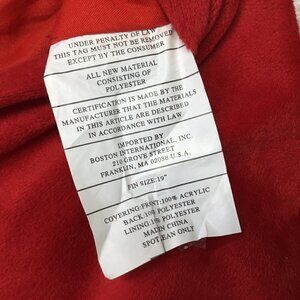 UNDER PENALTY OF LAW
THIS TAG MUST NOT BE REMOVED
EXCEPT BY THE CONSUMER
ALL NEW MATERIAL
CONSISTING OF
POLYESTER
CERTIFICATION IS MADE BY THE
MANUFACTURER THAT THE MATERIALS
IN THIS ARTICLE ARE DESCRIBED
IN ACCORDANCE WITH LAW.
IMPORTED BY
BOSTON INTERNATIONAL, INC.
210 GROVE STREET
FRANKLIN, MA 02038 U.S.A.
FIN SIZE: 19"
COVERING:FRONT:100% ACRYLIC
BACK: POLYESTER
LINING: POLYESTER
MADE IN CHINA
SPOT CLEAN ONLY